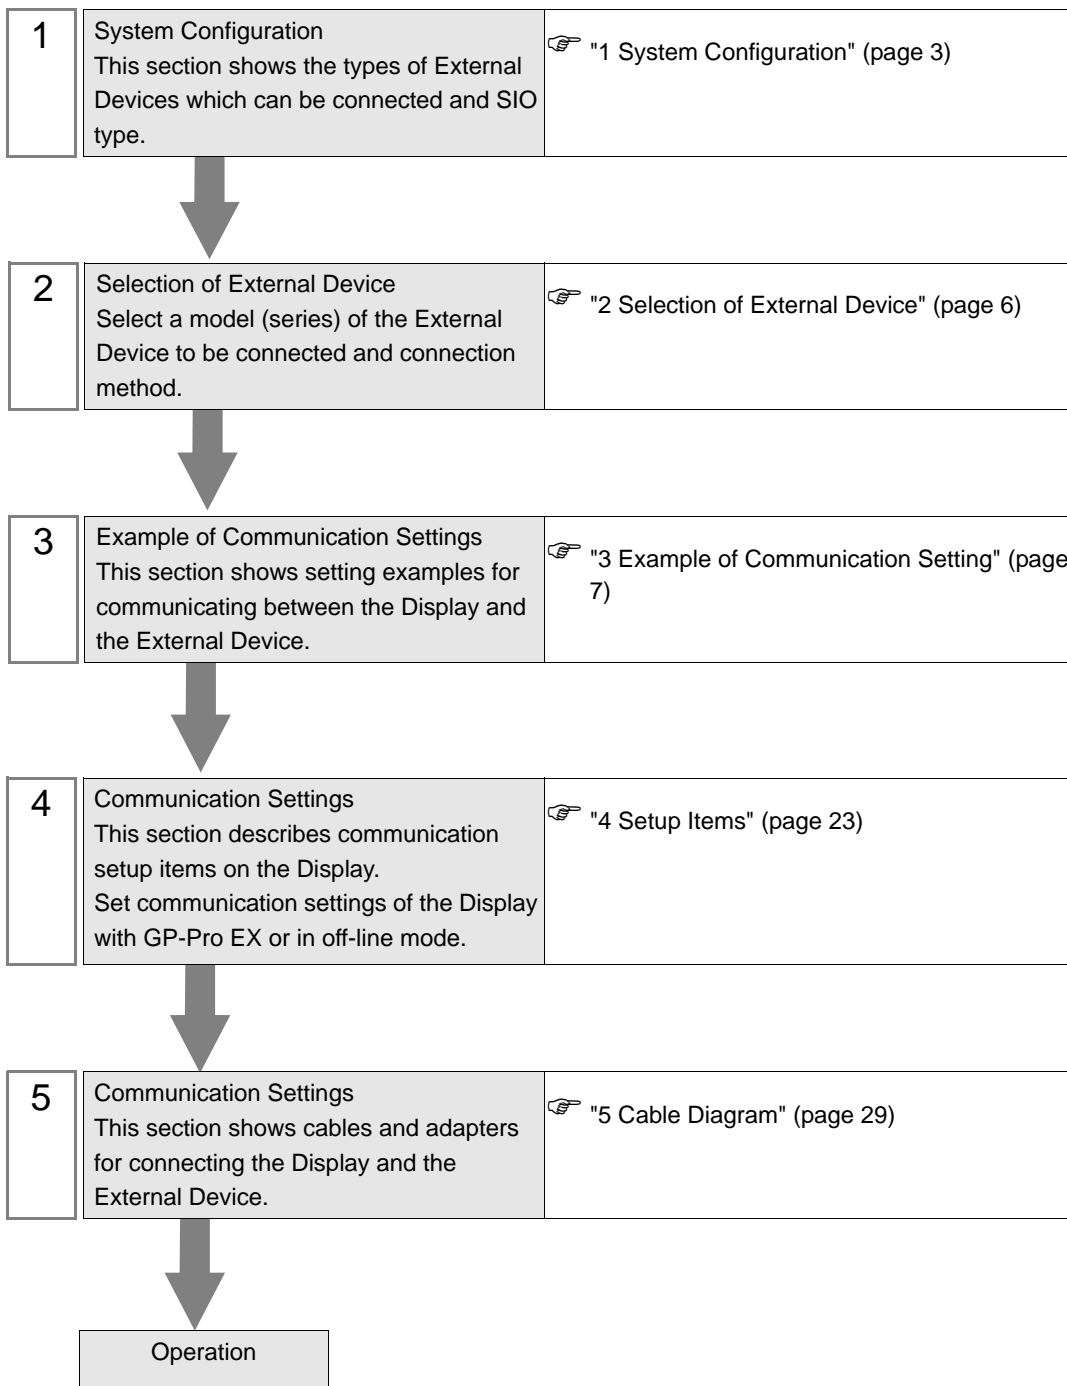 1
System Configuration
This section shows the types of External
Devices which can be connected and SIO
type.
"1 System Configuration" (page 3)
2
Selection of External Device
Select a model (series) of the External
Device to be connected and connection
method.
"2 Selection of External Device" (page 6)
3
Example of Communication Settings
This section shows setting examples for
communicating between the Display and
the External Device.
"3 Example of Communication Setting" (page
7)
4
Communication Settings
This section describes communication
setup items on the Display.
Set communication settings of the Display
with GP-Pro EX or in off-line mode.
"4 Setup Items" (page 23)
5
Communication Settings
This section shows cables and adapters
for connecting the Display and the
External Device.
"5 Cable Diagram" (page 29)
Operation